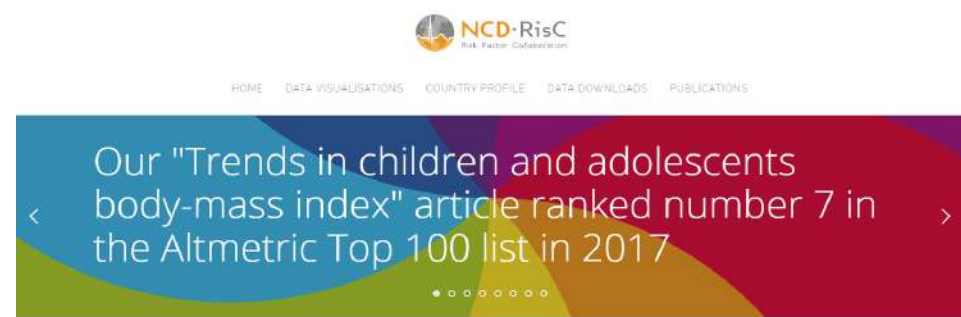 NCD·RisC
Risk Factor Collaboration
HOME DATA VISUALISATIONS COUNTRY PROFILE DATA DOWNLOADS PUBLICATIONS
Our "Trends in children and adolescents
body-mass index" article ranked number 7 in
the Altmetric Top 100 list in 2017